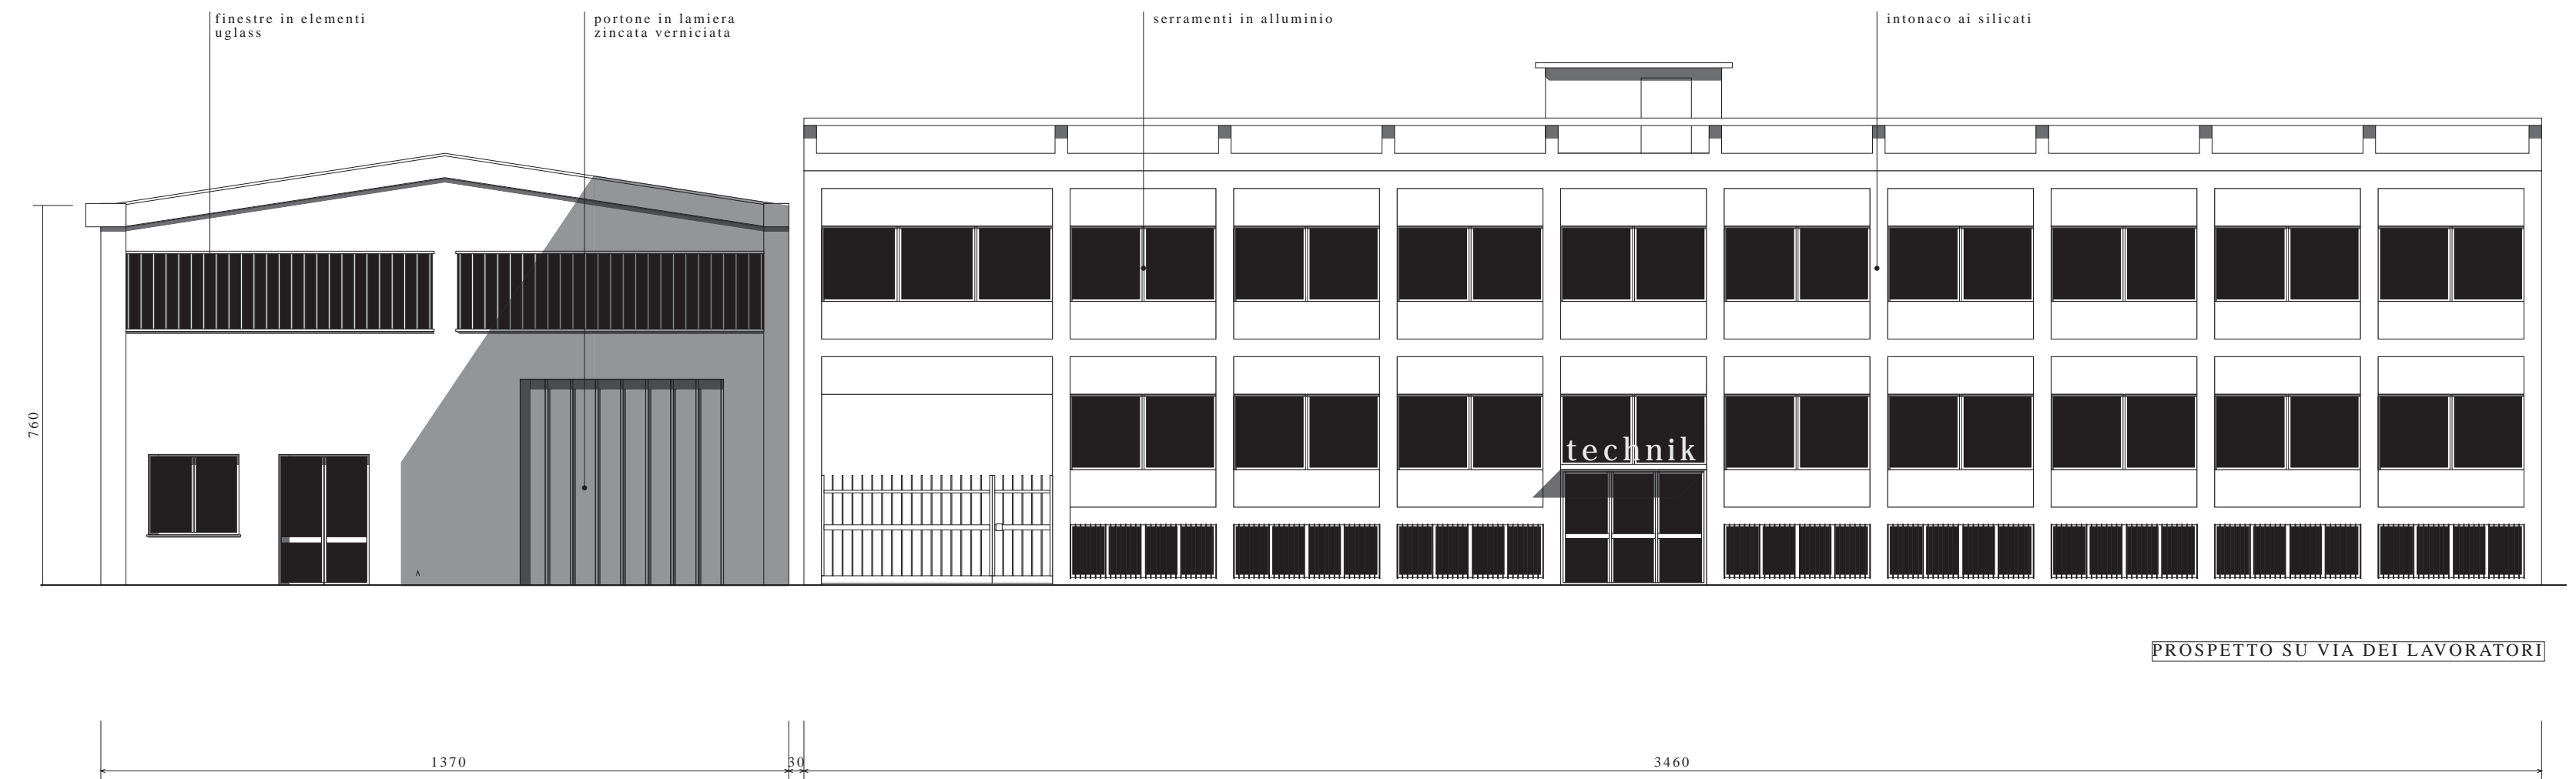 finestre in elementi
uglass
portone in lamiera
zincata verniciata
serramenti in alluminio
intonaco ai silicati
760
technik
PROSPETTO SU VIA DEI LAVORATORI
1370
30
3460